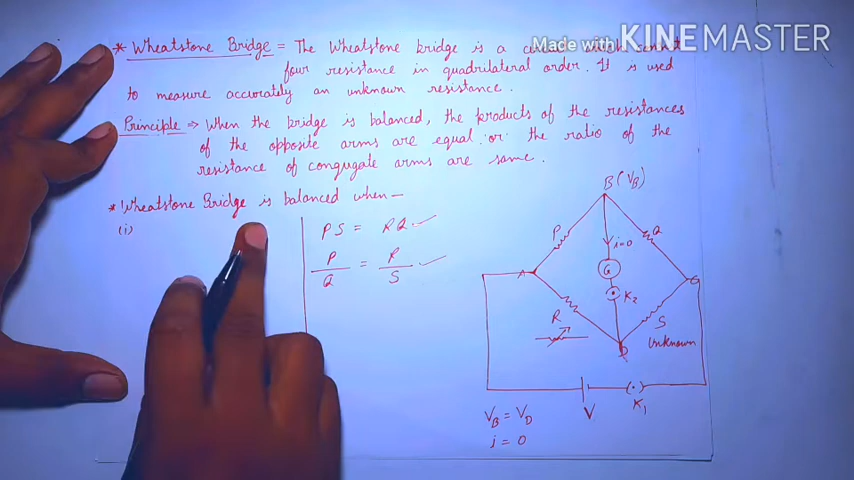 Made with KINEMASTER
* Wheatstone Bridge = The Wheatstone bridge is a
four resistance in quadrilateral order. It is used
to measure accurately an unknown resistance.
Principle ⇒ When the bridge is balanced, the products of the resistances
of the opposite arms are equal. or the ratio of the
resistance of congugate arms are same.
* Wheatstone Bridge is balanced when —
(i)
PS = RQ ✓
P/Q = R/S ✓
B (VB)
P
Q
i=0
G
A
C
K2
R
S
Unknown
D
V
K1
VB = VD
i = 0